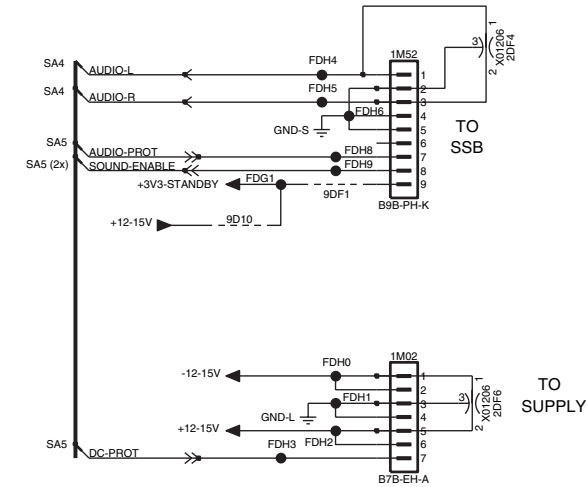 1
3
X01206
2DF4
2
1M52
FDH4
SA4
AUDIO-L
1
2
SA4
AUDIO-R
FDH5
3
FDH6
4
GND-S
5
TO
SSB
6
SA5
AUDIO-PROT
FDH8
7
SA5 (2x)
SOUND-ENABLE
FDH9
8
+3V3-STANDBY
FDG1
9DF1
9
B9B-PH-K
+12-15V
9D10
1M02
FDH0
-12-15V
1
1
2
TO
SUPPLY
FDH1
3
3
X01206
2DF6
GND-L
4
+12-15V
5
2
FDH2
6
SA5
DC-PROT
FDH3
7
B7B-EH-A